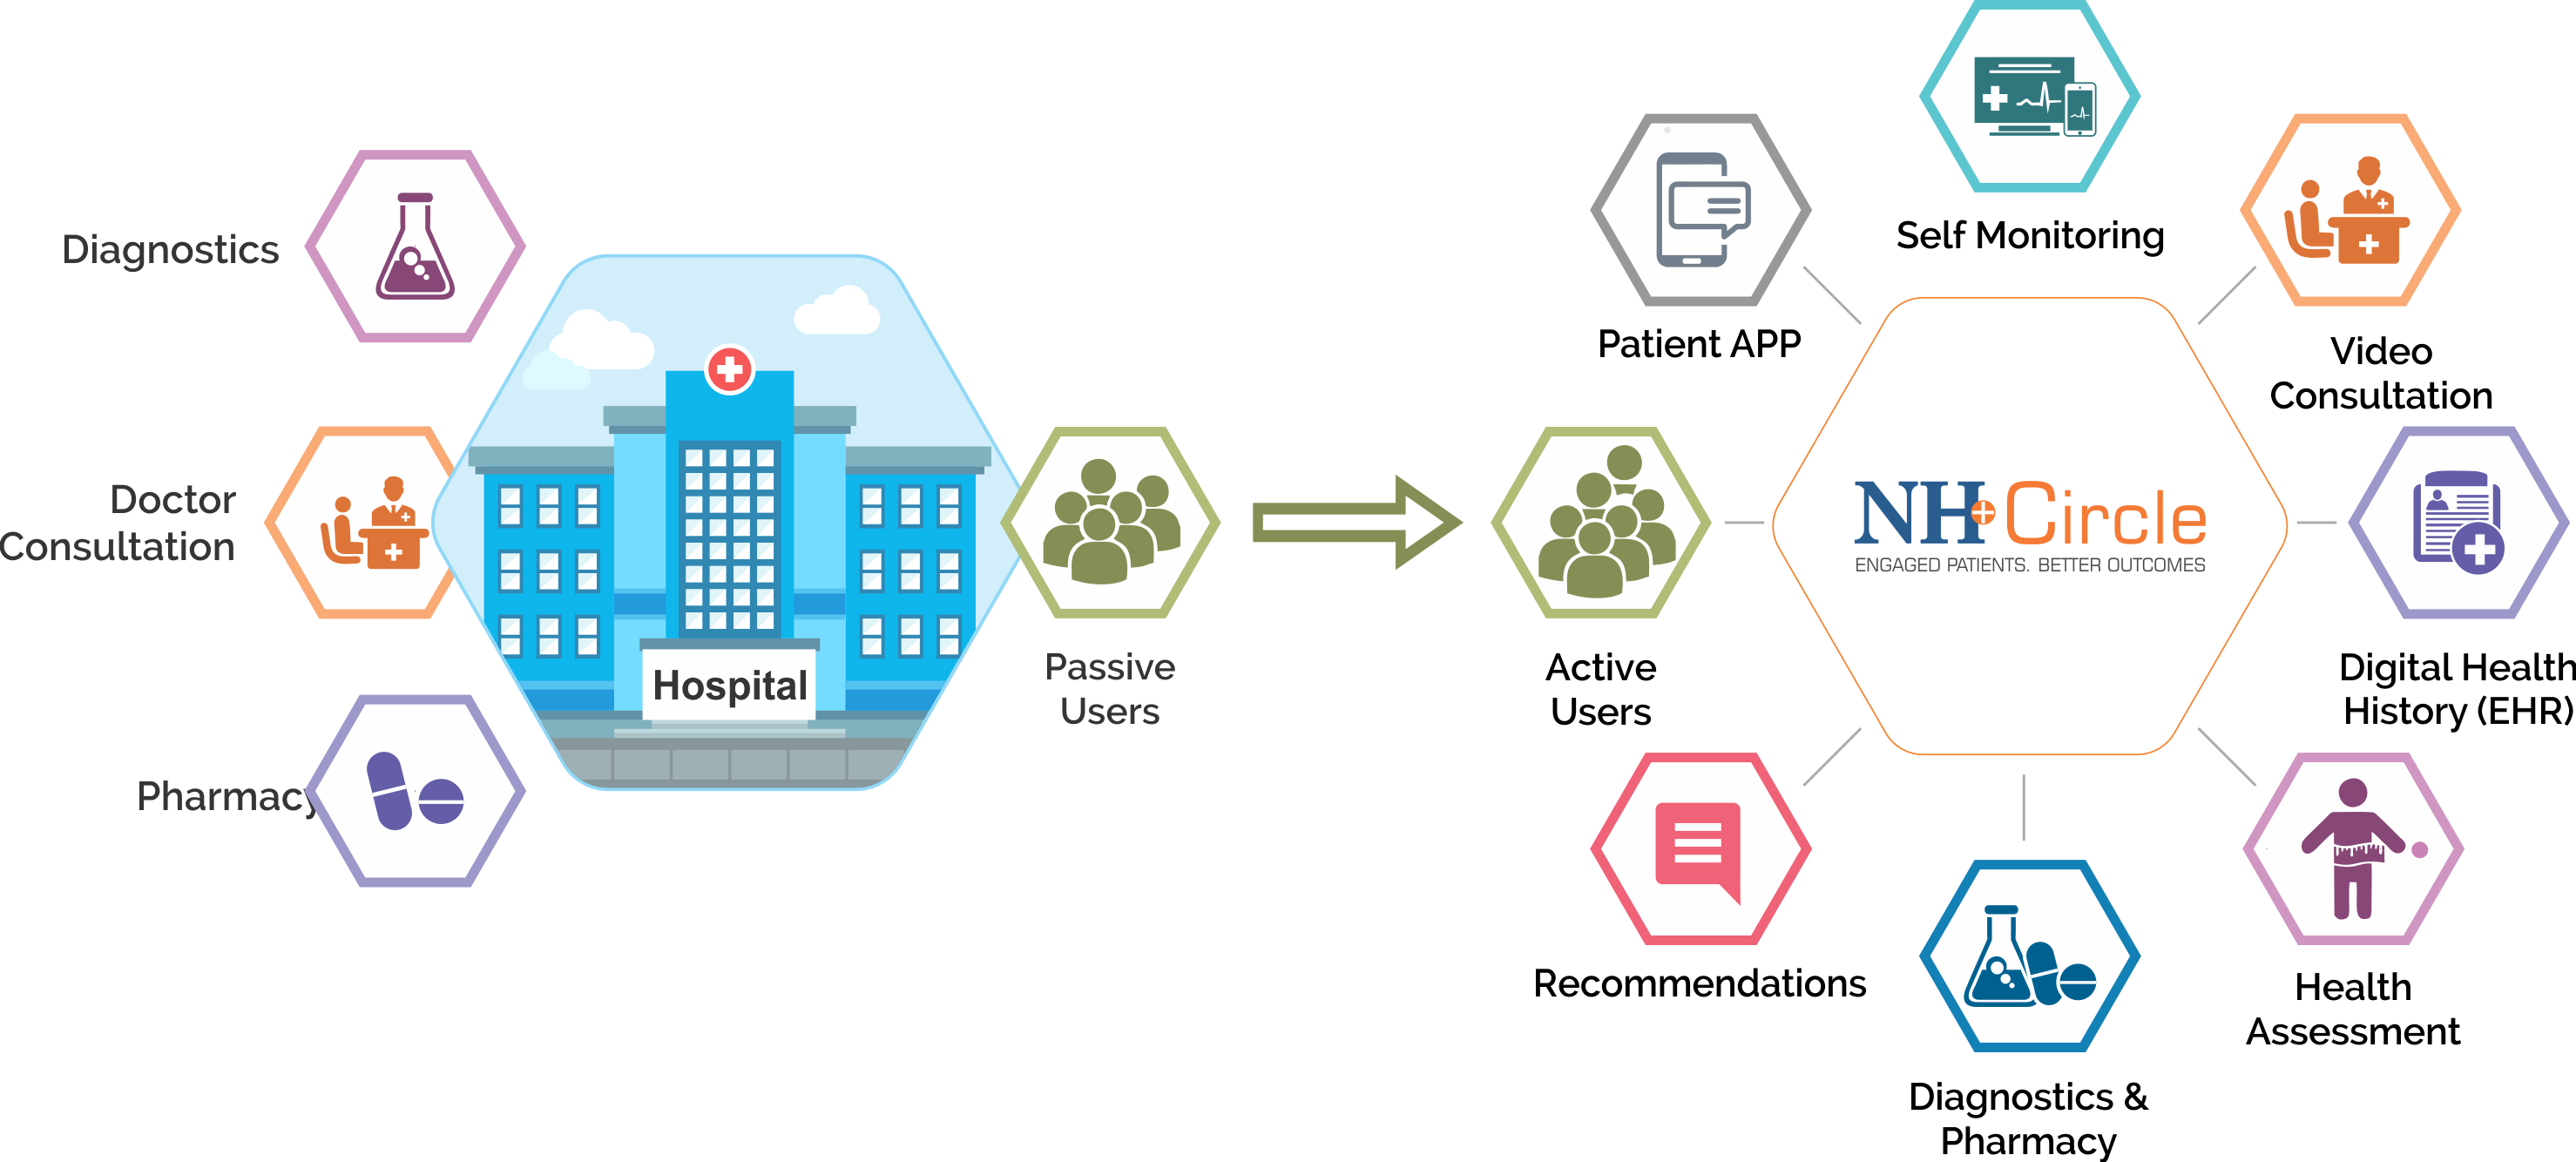 Diagnostics
Doctor
Consultation
Pharmacy
Hospital
Passive
Users
Self Monitoring
Patient APP
Video
Consultation
NH+Circle
ENGAGED PATIENTS. BETTER OUTCOMES
Active
Users
Digital Health
History (EHR)
Recommendations
Health
Assessment
Diagnostics &
Pharmacy